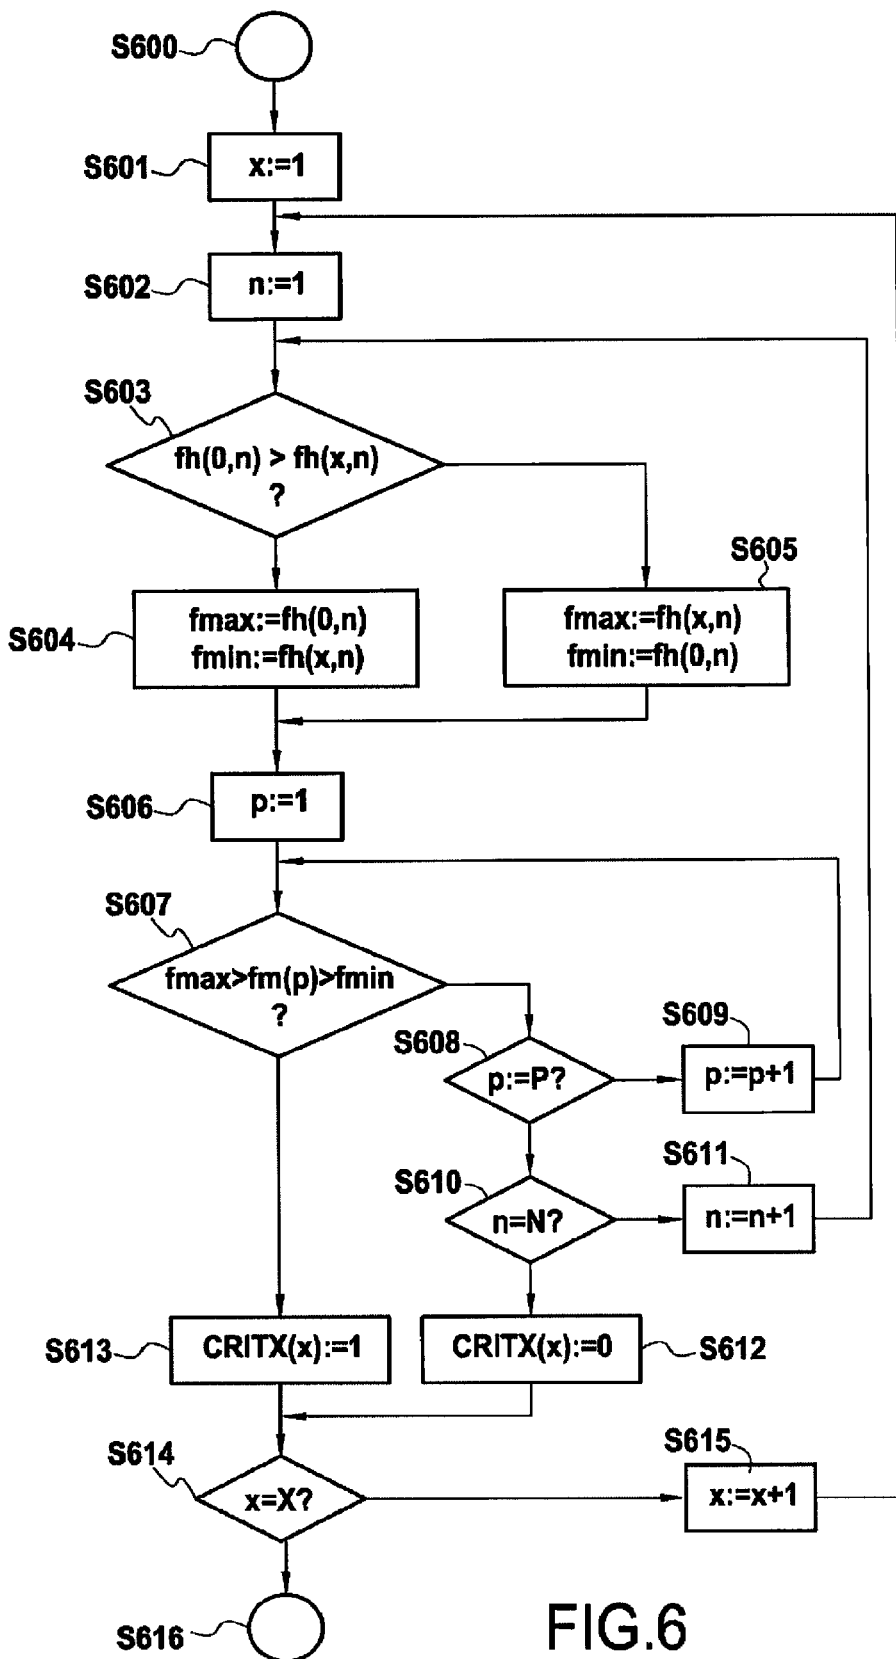 S600
S601
x:=1
S602
n:=1
S603
fh(0,n) > fh(x,n)
?
S604
fmax:=fh(0,n)
fmin:=fh(x,n)
S605
fmax:=fh(x,n)
fmin:=fh(0,n)
S606
p:=1
S607
fmax>fm(p)>fmin
?
S608
p:=P?
S609
p:=p+1
S610
n=N?
S611
n:=n+1
S613
CRITX(x):=1
CRITX(x):=0
S612
S614
x=X?
S615
x:=x+1
S616
FIG.6